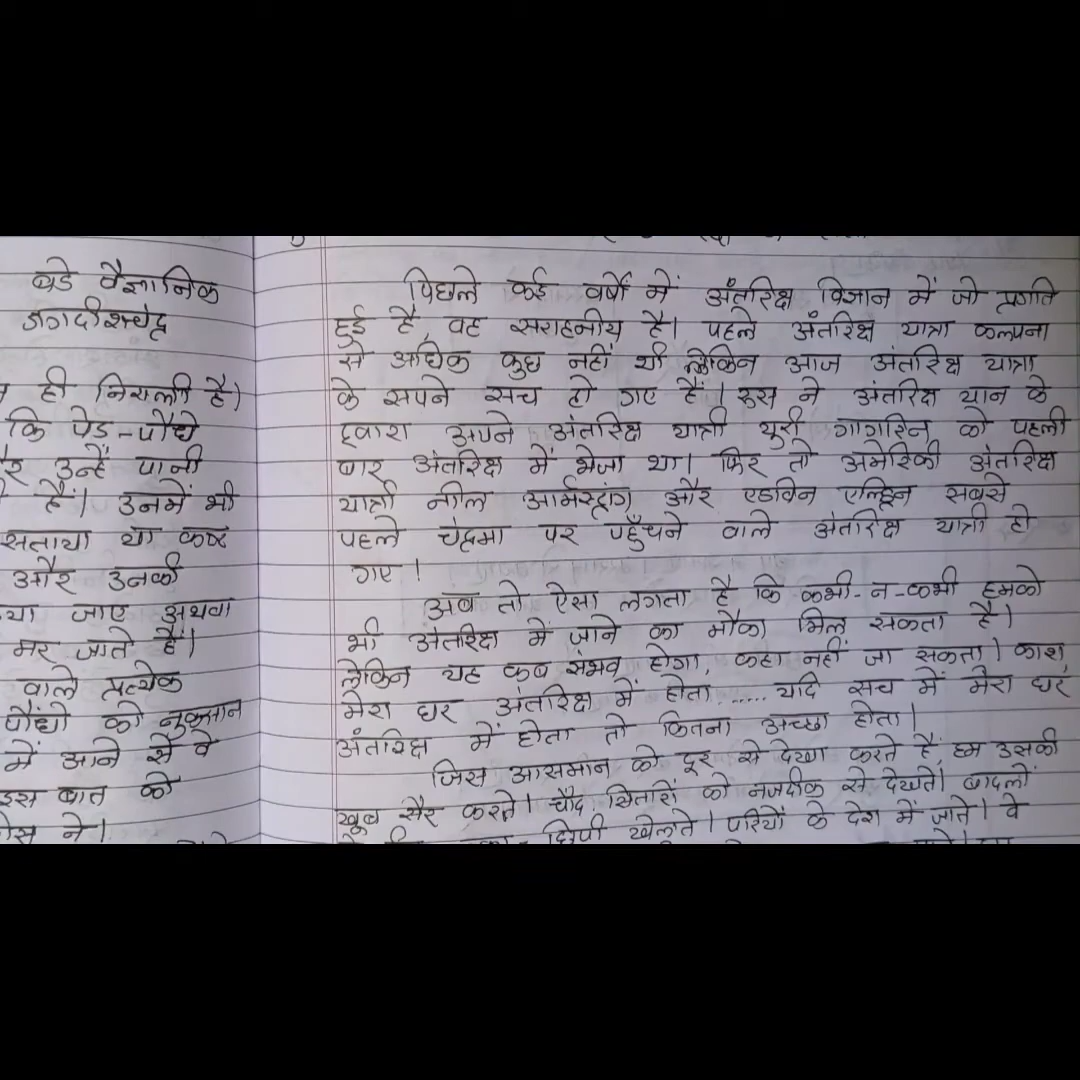 बडे वैज्ञानिक
जगदीशचंद्र
ही निराली है।
कि पेड़-पौधे
उन्हें पानी
हैं। उनमें भी
सताया या कष्ट
और उनकी
या जाए अथवा
मर जाते हैं।
वाले प्रत्येक
पौधों को नुकसान
में आने से वे
इस बात को
ने।
पिछले कई वर्षों में अंतरिक्ष विज्ञान में जो प्रगति
हुई है वह सराहनीय है। पहले अंतरिक्ष यात्रा कल्पना
से अधिक कुछ नहीं थी लेकिन आज अंतरिक्ष यात्रा
के सपने सच हो गए हैं। रूस ने अंतरिक्ष यान के
द्वारा अपने अंतरिक्ष यात्री यूरी गागरिन को पहली
बार अंतरिक्ष में भेजा था। फिर तो अमेरिकी अंतरिक्ष
यात्री नील आर्मस्ट्रांग और एडविन एल्ड्रिन सबसे
पहले चंद्रमा पर पहुँचने वाले अंतरिक्ष यात्री हो
गए।
अब तो ऐसा लगता है कि कभी-न-कभी हमको
भी अंतरिक्ष में जाने का मौका मिल सकता है।
लेकिन यह कब संभव होगा, कहा नहीं जा सकता। काश,
मेरा घर अंतरिक्ष में होता...... यदि सच में मेरा घर
अंतरिक्ष में होता तो कितना अच्छा होता।
जिस आसमान को दूर से देखा करते हैं, हम उसकी
खूब सैर करते। चाँद, सितारों को नजदीक से देखते। बादलों
छिपी खेलते। परियों के देश में जाते। वे